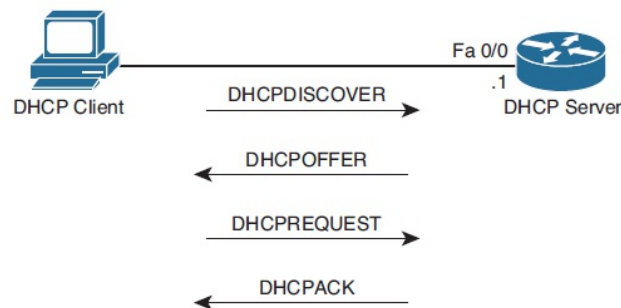 Fa 0/0
.1
DHCP Client
DHCP Server
DHCPDISCOVER
DHCPOFFER
DHCPREQUEST
DHCPACK